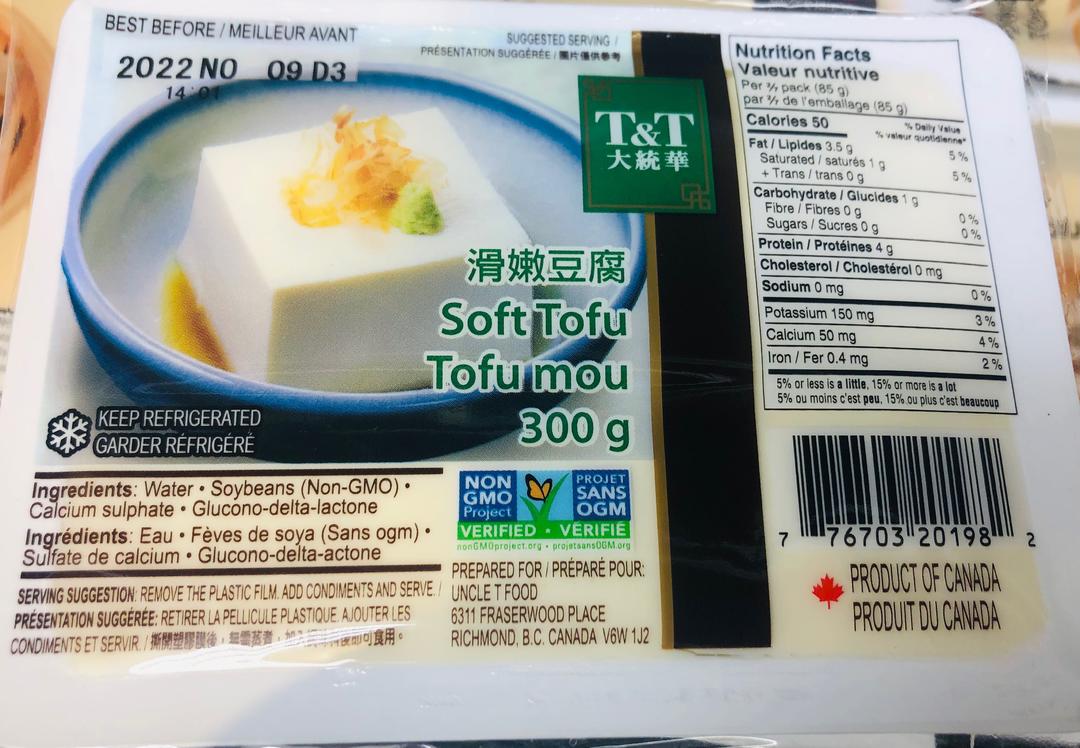 BEST BEFORE / MEILLEUR AVANT
2022 NO 09 D3
14:01
SUGGESTED SERVING /
PRÉSENTATION SUGGÉRÉE / 圖片僅供參考
T&T
大統華
滑嫩豆腐
Soft Tofu
Tofu mou
300 g
KEEP REFRIGERATED
GARDER RÉFRIGÉRÉ
Ingredients: Water • Soybeans (Non-GMO) •
Calcium sulphate • Glucono-delta-lactone
Ingrédients: Eau • Fèves de soya (Sans ogm) •
Sulfate de calcium • Glucono-delta-actone
SERVING SUGGESTION: REMOVE THE PLASTIC FILM. ADD CONDIMENTS AND SERVE. /
PRÉSENTATION SUGGÉRÉE: RETIRER LA PELLICULE PLASTIQUE. AJOUTER LES
CONDIMENTS ET SERVIR. / 撕開塑膠膜後，無需蒸煮，
NON
GMO
Project
PROJET
SANS
OGM
VERIFIED • VÉRIFIÉ
nonGMOproject.org • projetsansOGM.org
PREPARED FOR / PRÉPARÉ POUR:
UNCLE T FOOD
6311 FRASERWOOD PLACE
RICHMOND, B.C. CANADA V6W 1J2
Nutrition Facts
Valeur nutritive
Per pack (85 g)
par de l'emballage (85 g)
Calories 50
% Daily Value
% valeur quotidienne*
Fat / Lipides 3.5 g 5 %
Saturated / saturés 1 g
+ Trans / trans 0 g 5 %
Carbohydrate / Glucides 1 g
Fibre / Fibres 0 g 0 %
Sugars / Sucres 0 g 0 %
Protein / Protéines 4 g
Cholesterol / Cholestérol 0 mg
Sodium 0 mg 0 %
Potassium 150 mg 3 %
Calcium 50 mg 4 %
Iron / Fer 0.4 mg 2 %
5% or less is a little, 15% or more is a lot
5% ou moins c'est peu, 15% ou plus c'est beaucoup
7 76703 20198 2
PRODUCT OF CANADA
PRODUIT DU CANADA